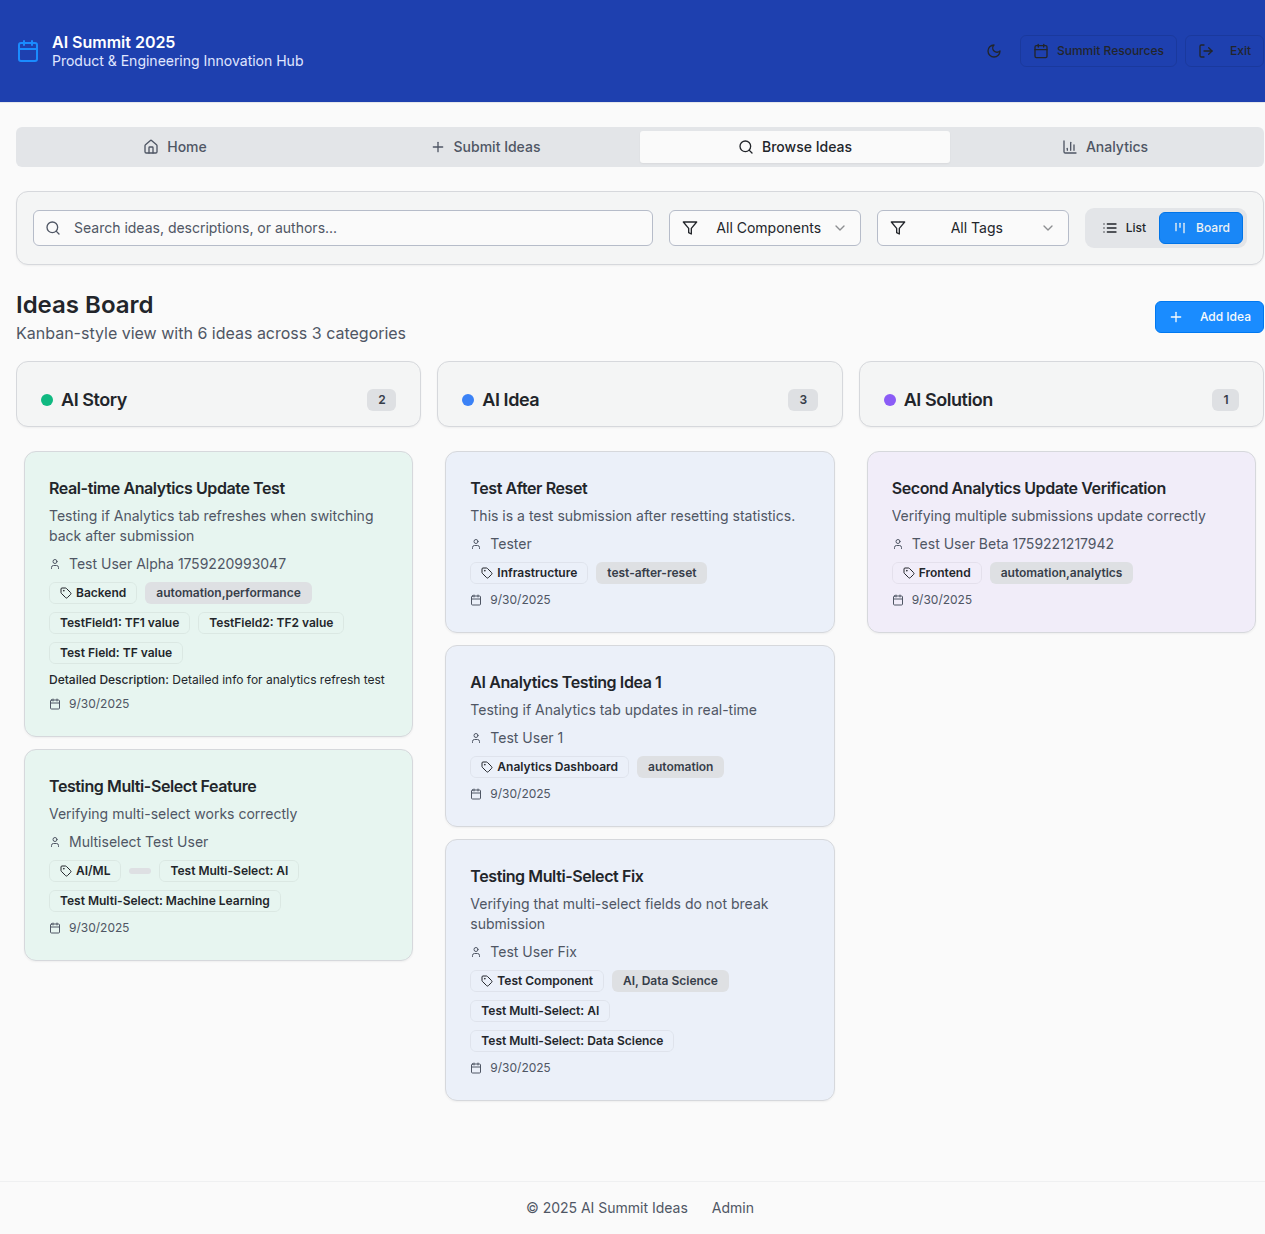 AI Summit 2025
Product & Engineering Innovation Hub
Summit Resources
Exit
Home
Submit Ideas
Browse Ideas
Analytics
Search ideas, descriptions, or authors...
All Components
All Tags
List
Board
Ideas Board
Kanban-style view with 6 ideas across 3 categories
Add Idea
AI Story
2
AI Idea
3
AI Solution
1
Real-time Analytics Update Test
Testing if Analytics tab refreshes when switching
back after submission
Test User Alpha 1759220993047
Backend
automation,performance
TestField1: TF1 value
TestField2: TF2 value
Test Field: TF value
Detailed Description: Detailed info for analytics refresh test
9/30/2025
Testing Multi-Select Feature
Verifying multi-select works correctly
Multiselect Test User
AI/ML
Test Multi-Select: AI
Test Multi-Select: Machine Learning
9/30/2025
Test After Reset
This is a test submission after resetting statistics.
Tester
Infrastructure
test-after-reset
9/30/2025
AI Analytics Testing Idea 1
Testing if Analytics tab updates in real-time
Test User 1
Analytics Dashboard
automation
9/30/2025
Testing Multi-Select Fix
Verifying that multi-select fields do not break
submission
Test User Fix
Test Component
AI, Data Science
Test Multi-Select: AI
Test Multi-Select: Data Science
9/30/2025
Second Analytics Update Verification
Verifying multiple submissions update correctly
Test User Beta 1759221217942
Frontend
automation,analytics
9/30/2025
© 2025 AI Summit Ideas
Admin